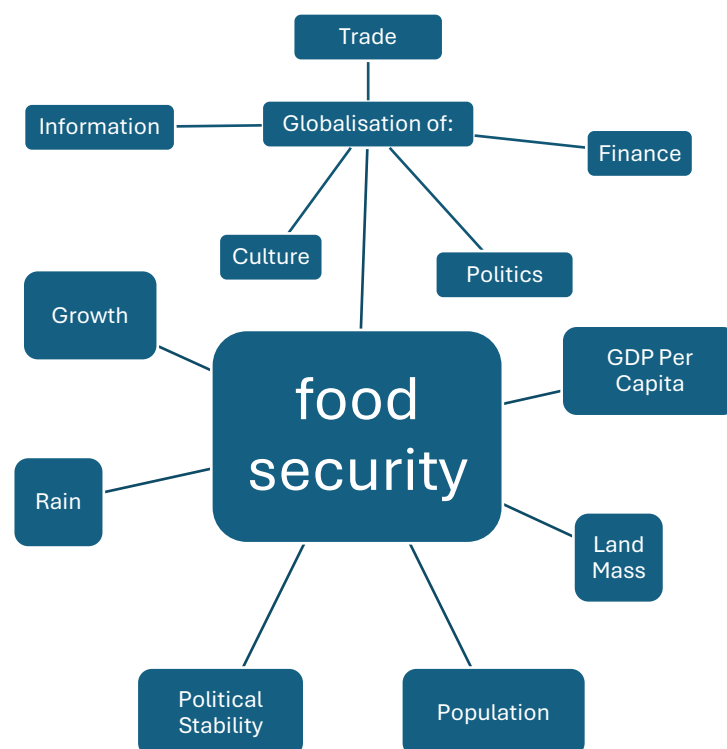 Trade
Information
Globalisation of:
Finance
Culture
Politics
Growth
GDP Per
Capita
food
security
Rain
Land
Mass
Political
Stability
Population